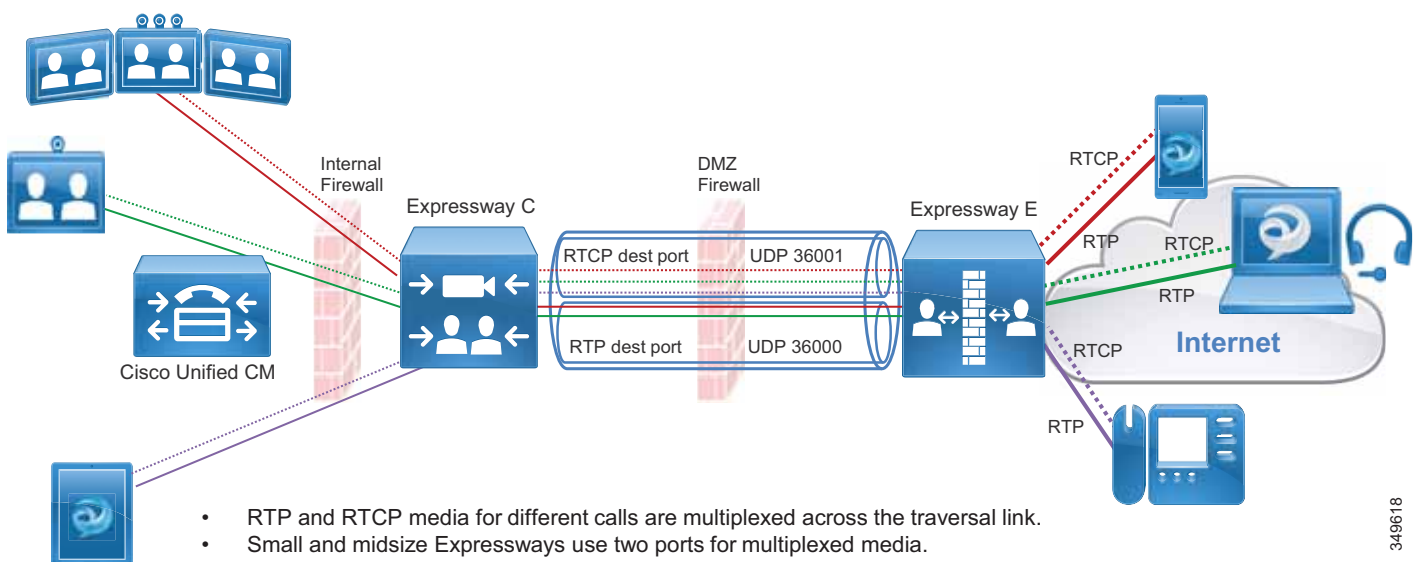 Internal
Firewall
DMZ
Firewall
Expressway C
Expressway E
RTCP
RTCP dest port
UDP 36001
RTP
RTCP
RTP
RTP dest port
UDP 36000
Internet
RTCP
Cisco Unified CM
RTP
• RTP and RTCP media for different calls are multiplexed across the traversal link.
• Small and midsize Expressways use two ports for multiplexed media.
349618